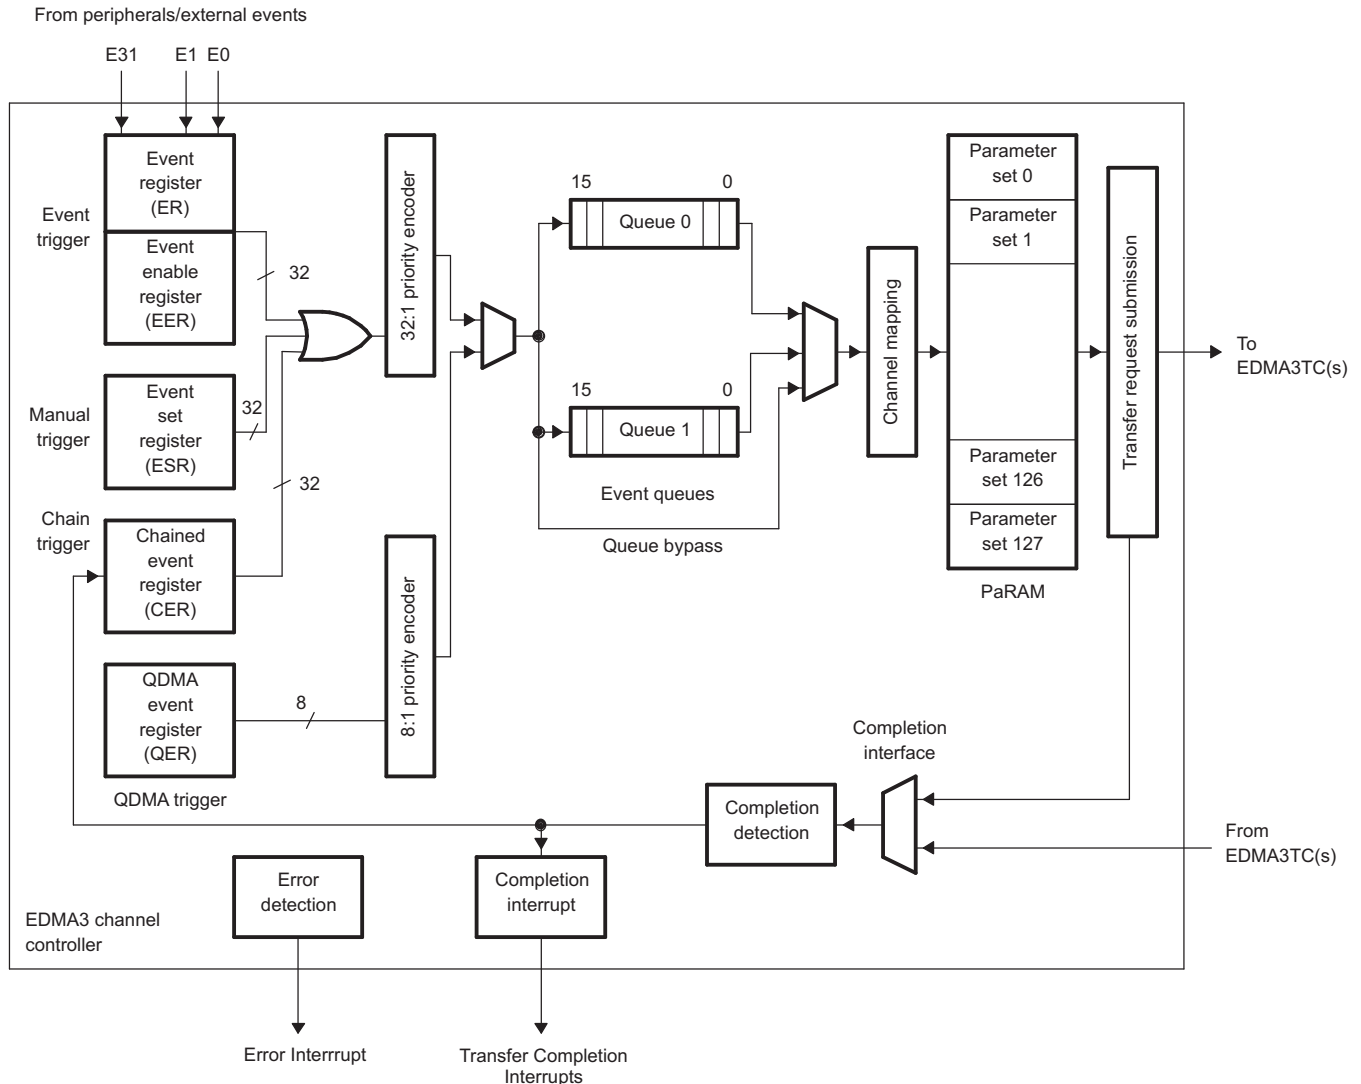 From peripherals/external events
E31 E1 E0
Event
register
(ER)
Event
trigger
Event
enable
register
(EER)
32
Manual
trigger
Event
set
register
(ESR)
32
32
Chain
trigger
Chained
event
register
(CER)
QDMA
event
register
(QER)
8
QDMA trigger
32:1 priority encoder
8:1 priority encoder
15 0
Queue 0
15 0
Queue 1
Event queues
Queue bypass
Channel mapping
Parameter
set 0
Parameter
set 1
Parameter
set 126
Parameter
set 127
PaRAM
Transfer request submission
To
EDMA3TC(s)
Completion
interface
Completion
detection
From
EDMA3TC(s)
Error
detection
Completion
interrupt
EDMA3 channel
controller
Error Interrrupt
Transfer Completion
Interrupts